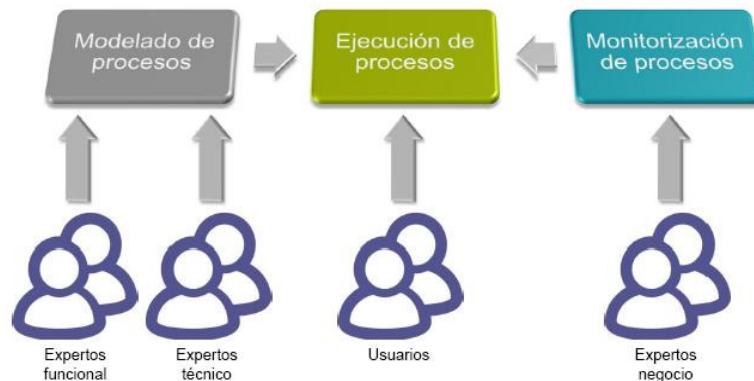 Modelado de
procesos
Ejecución de
procesos
Monitorización
de procesos
Expertos
funcional
Expertos
técnico
Usuarios
Expertos
negocio